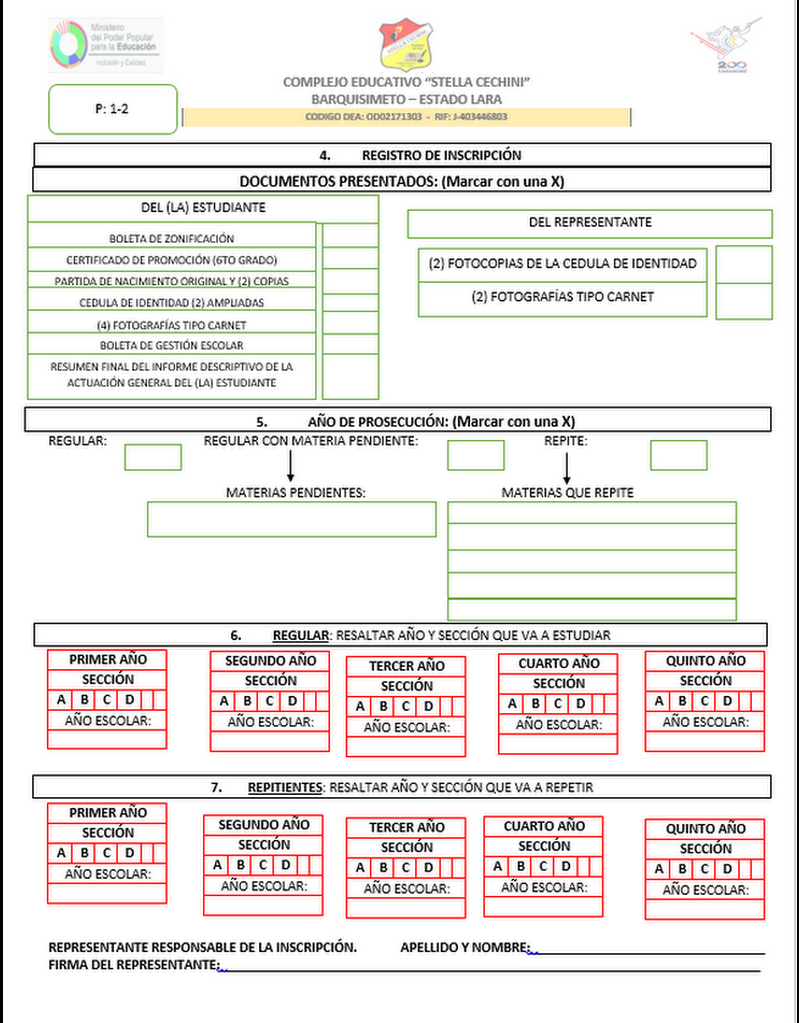 Ministerio
del Poder Popular
para la Educación
Inclusión y Calidad
STELLA CECHINI
200
P: 1-2
COMPLEJO EDUCATIVO “STELLA CECHINI”
BARQUISIMETO – ESTADO LARA
CODIGO DEA: OD02171303 - RIF: J-403446803
4. REGISTRO DE INSCRIPCIÓN
DOCUMENTOS PRESENTADOS: (Marcar con una X)
DEL (LA) ESTUDIANTE
BOLETA DE ZONIFICACIÓN
CERTIFICADO DE PROMOCIÓN (6TO GRADO)
PARTIDA DE NACIMIENTO ORIGINAL Y (2) COPIAS
CEDULA DE IDENTIDAD (2) AMPLIADAS
(4) FOTOGRAFÍAS TIPO CARNET
BOLETA DE GESTIÓN ESCOLAR
RESUMEN FINAL DEL INFORME DESCRIPTIVO DE LA
ACTUACIÓN GENERAL DEL (LA) ESTUDIANTE
DEL REPRESENTANTE
(2) FOTOCOPIAS DE LA CEDULA DE IDENTIDAD
(2) FOTOGRAFÍAS TIPO CARNET
5. AÑO DE PROSECUCIÓN: (Marcar con una X)
REGULAR: REGULAR CON MATERIA PENDIENTE: REPITE:
MATERIAS PENDIENTES: MATERIAS QUE REPITE
6. REGULAR: RESALTAR AÑO Y SECCIÓN QUE VA A ESTUDIAR
PRIMER AÑO
SECCIÓN
A B C D
AÑO ESCOLAR:
SEGUNDO AÑO
SECCIÓN
A B C D
AÑO ESCOLAR:
TERCER AÑO
SECCIÓN
A B C D
AÑO ESCOLAR:
CUARTO AÑO
SECCIÓN
A B C D
AÑO ESCOLAR:
QUINTO AÑO
SECCIÓN
A B C D
AÑO ESCOLAR:
7. REPITIENTES: RESALTAR AÑO Y SECCIÓN QUE VA A REPETIR
PRIMER AÑO
SECCIÓN
A B C D
AÑO ESCOLAR:
SEGUNDO AÑO
SECCIÓN
A B C D
AÑO ESCOLAR:
TERCER AÑO
SECCIÓN
A B C D
AÑO ESCOLAR:
CUARTO AÑO
SECCIÓN
A B C D
AÑO ESCOLAR:
QUINTO AÑO
SECCIÓN
A B C D
AÑO ESCOLAR:
REPRESENTANTE RESPONSABLE DE LA INSCRIPCIÓN. APELLIDO Y NOMBRE:
FIRMA DEL REPRESENTANTE: